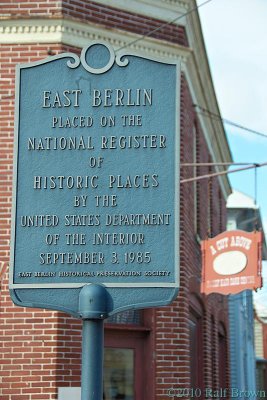 EAST BERLIN
PLACED ON THE
NATIONAL REGISTER
OF
HISTORIC PLACES
BY THE
UNITED STATES DEPARTMENT
OF THE INTERIOR
SEPTEMBER 3, 1985
EAST BERLIN HISTORICAL PRESERVATION SOCIETY
A CUT ABOVE
©2010 Ralf Brown